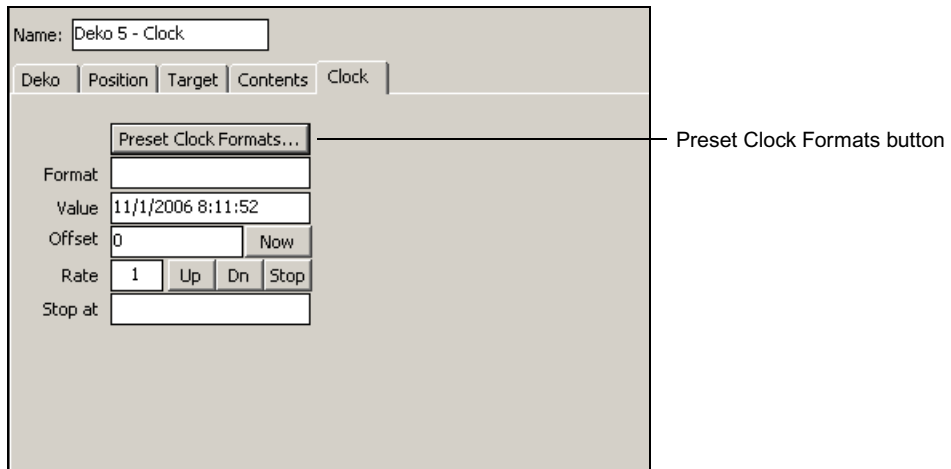 Name: Deko 5 - Clock
Deko Position Target Contents Clock
Preset Clock Formats... Preset Clock Formats button
Format
Value 11/1/2006 8:11:52
Offset 0 Now
Rate 1 Up Dn Stop
Stop at